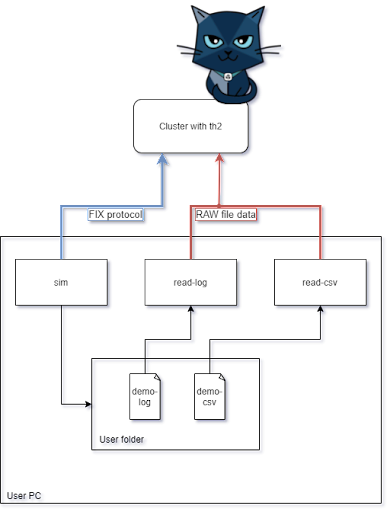 Cluster with th2
FIX protocol
RAW file data
sim
read-log
read-csv
demo-
log
demo-
csv
User folder
User PC